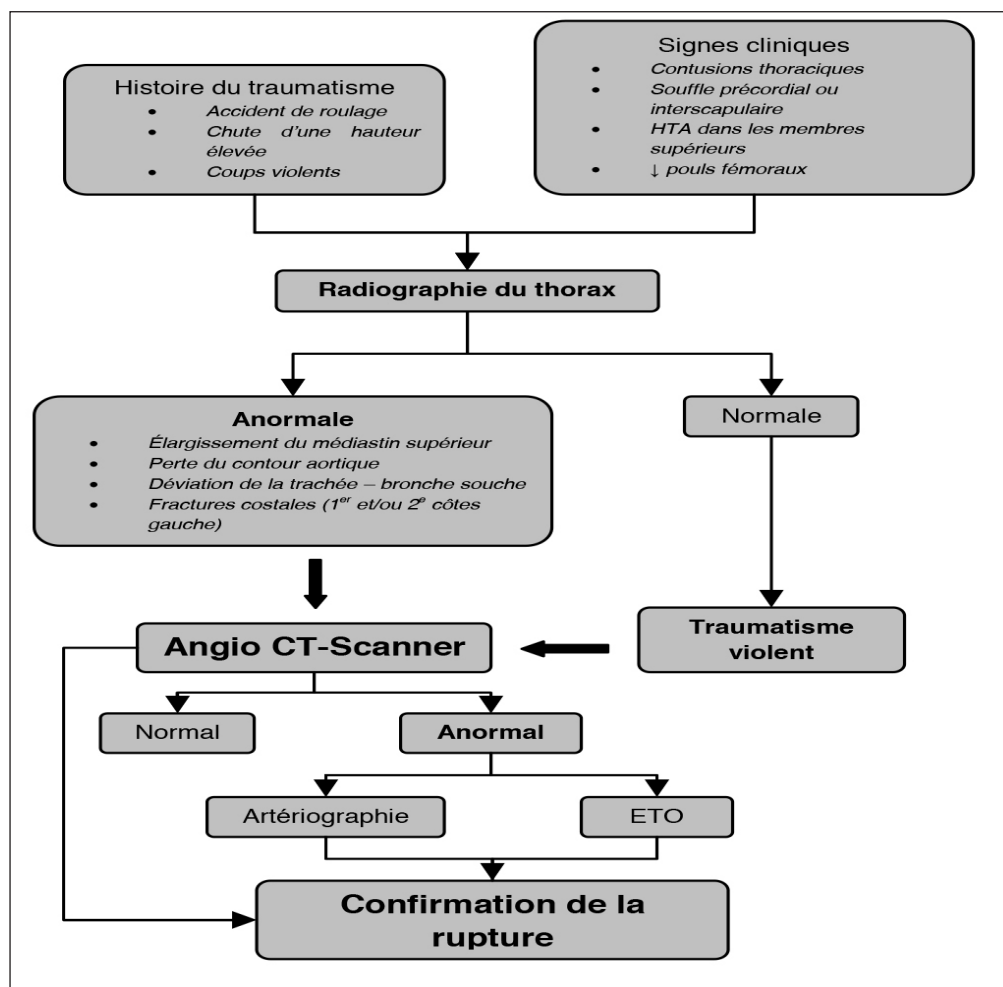 Histoire du traumatisme
• Accident de roulage
• Chute d'une hauteur
élevée
• Coups violents
Signes cliniques
• Contusions thoraciques
• Souffle précordial ou
interscapulaire
• HTA dans les membres
supérieurs
• ↓ pouls fémoraux
Radiographie du thorax
Anormale
• Élargissement du médiastin supérieur
• Perte du contour aortique
• Déviation de la trachée – bronche souche
• Fractures costales (1er et/ou 2e côtes
gauche)
Normale
Traumatisme
violent
Angio CT-Scanner
Normal
Anormal
Artériographie
ETO
Confirmation de la
rupture